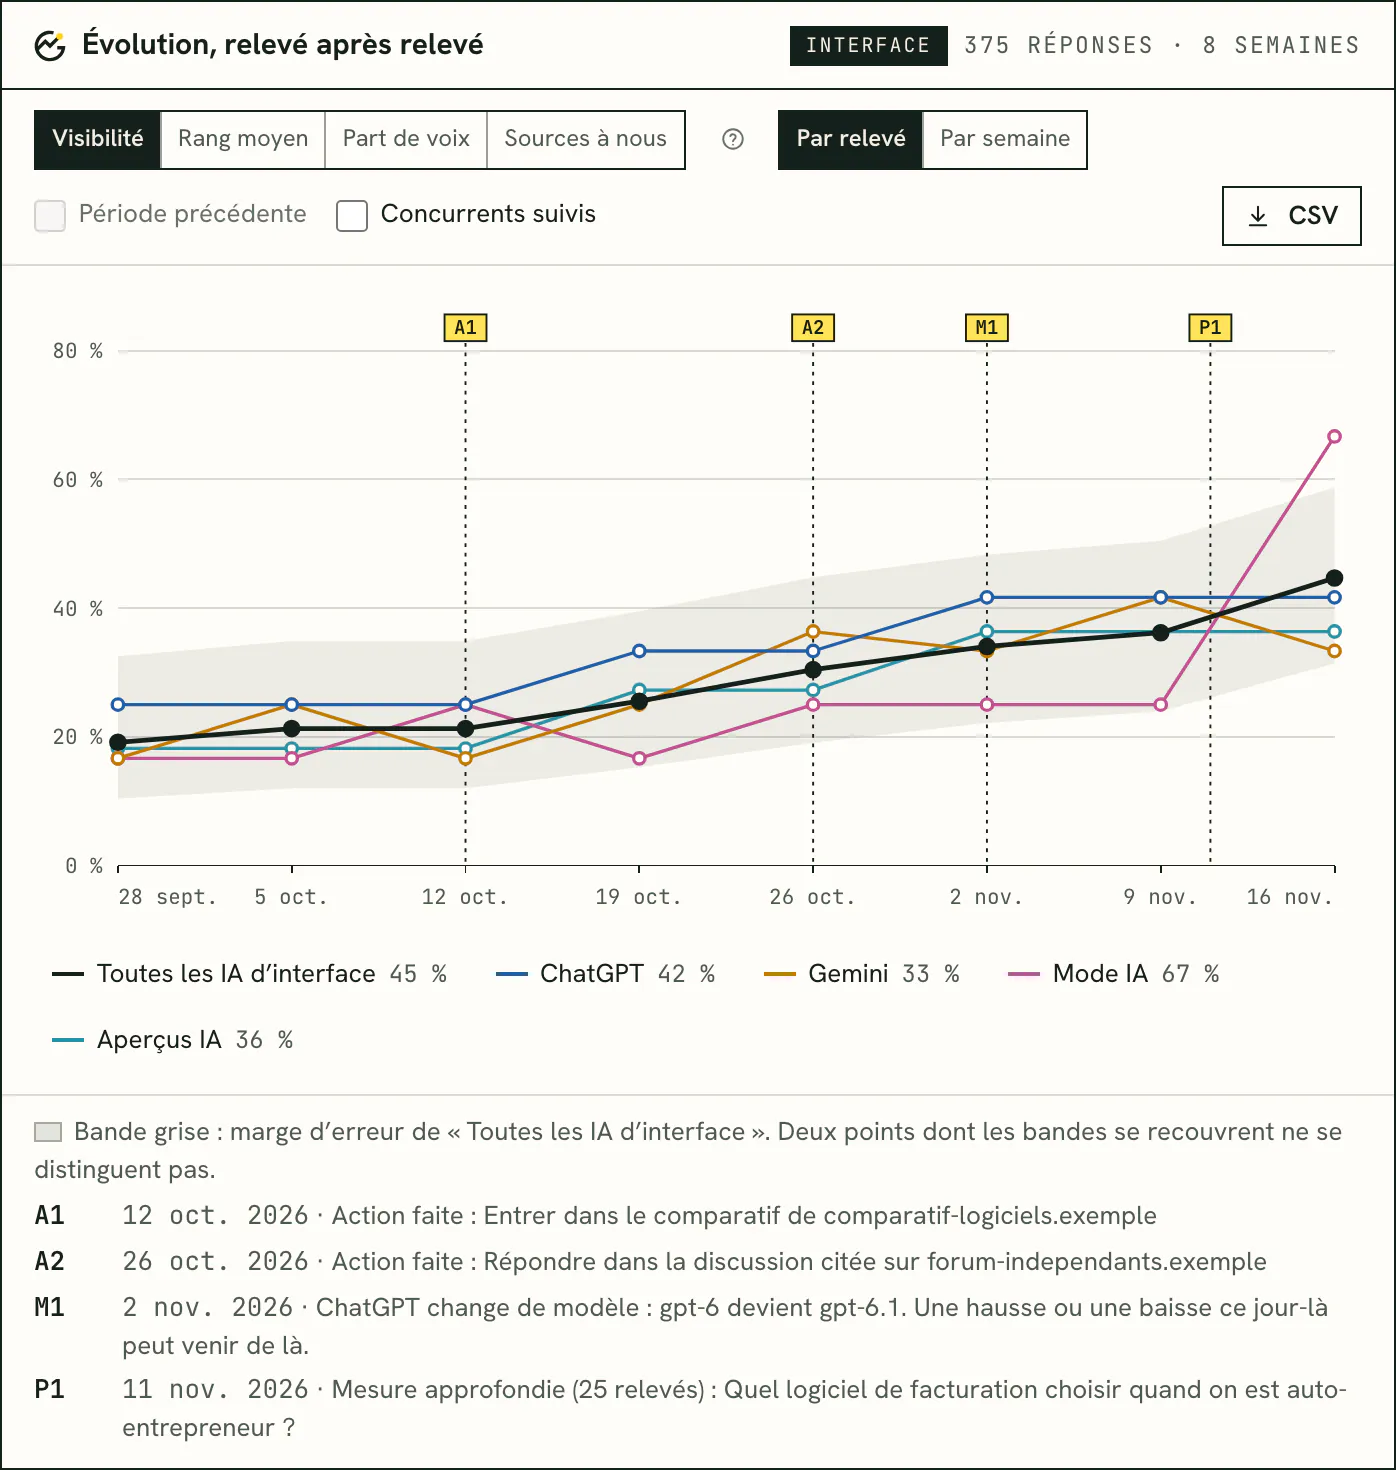 Évolution, relevé après relevé
INTERFACE 375 RÉPONSES · 8 SEMAINES
Visibilité Rang moyen Part de voix Sources à nous ? Par relevé Par semaine
Période précédente Concurrents suivis CSV
A1 A2 M1 P1
80 %
60 %
40 %
20 %
0 %
28 sept. 5 oct. 12 oct. 19 oct. 26 oct. 2 nov. 9 nov. 16 nov.
Toutes les IA d’interface 45 % ChatGPT 42 % Gemini 33 % Mode IA 67 %
Aperçus IA 36 %
Bande grise : marge d’erreur de « Toutes les IA d’interface ». Deux points dont les bandes se recouvrent ne se
distinguent pas.
A1 12 oct. 2026 · Action faite : Entrer dans le comparatif de comparatif-logiciels.exemple
A2 26 oct. 2026 · Action faite : Répondre dans la discussion citée sur forum-independants.exemple
M1 2 nov. 2026 · ChatGPT change de modèle : gpt-6 devient gpt-6.1. Une hausse ou une baisse ce jour-là
peut venir de là.
P1 11 nov. 2026 · Mesure approfondie (25 relevés) : Quel logiciel de facturation choisir quand on est auto-
entrepreneur ?